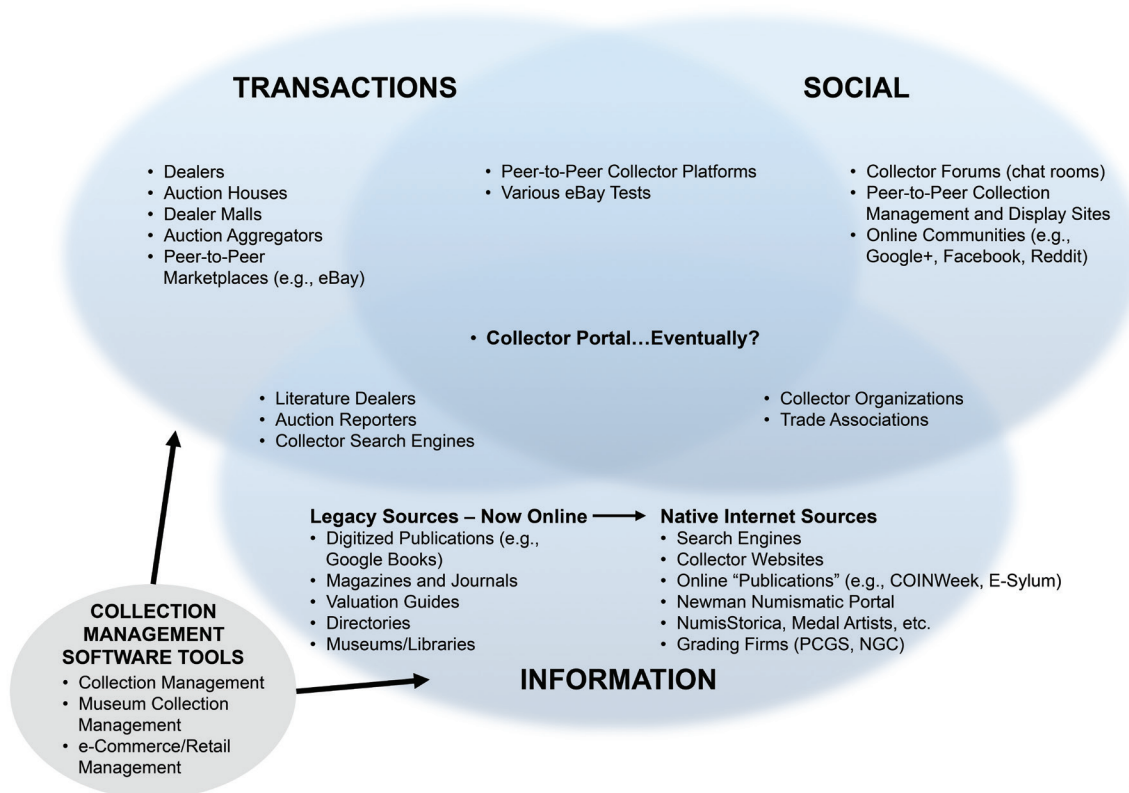 TRANSACTIONS
SOCIAL
• Dealers
• Auction Houses
• Dealer Malls
• Auction Aggregators
• Peer-to-Peer
Marketplaces (e.g., eBay)
• Peer-to-Peer Collector Platforms
• Various eBay Tests
• Collector Forums (chat rooms)
• Peer-to-Peer Collection
Management and Display Sites
• Online Communities (e.g.,
Google+, Facebook, Reddit)
• Collector Portal…Eventually?
• Literature Dealers
• Auction Reporters
• Collector Search Engines
• Collector Organizations
• Trade Associations
Legacy Sources – Now Online
• Digitized Publications (e.g.,
Google Books)
• Magazines and Journals
• Valuation Guides
• Directories
• Museums/Libraries
Native Internet Sources
• Search Engines
• Collector Websites
• Online “Publications” (e.g., COINWeek, E-Sylum)
• Newman Numismatic Portal
• NumisStorica, Medal Artists, etc.
• Grading Firms (PCGS, NGC)
INFORMATION
COLLECTION
MANAGEMENT
SOFTWARE TOOLS
• Collection Management
• Museum Collection
Management
• e-Commerce/Retail
Management